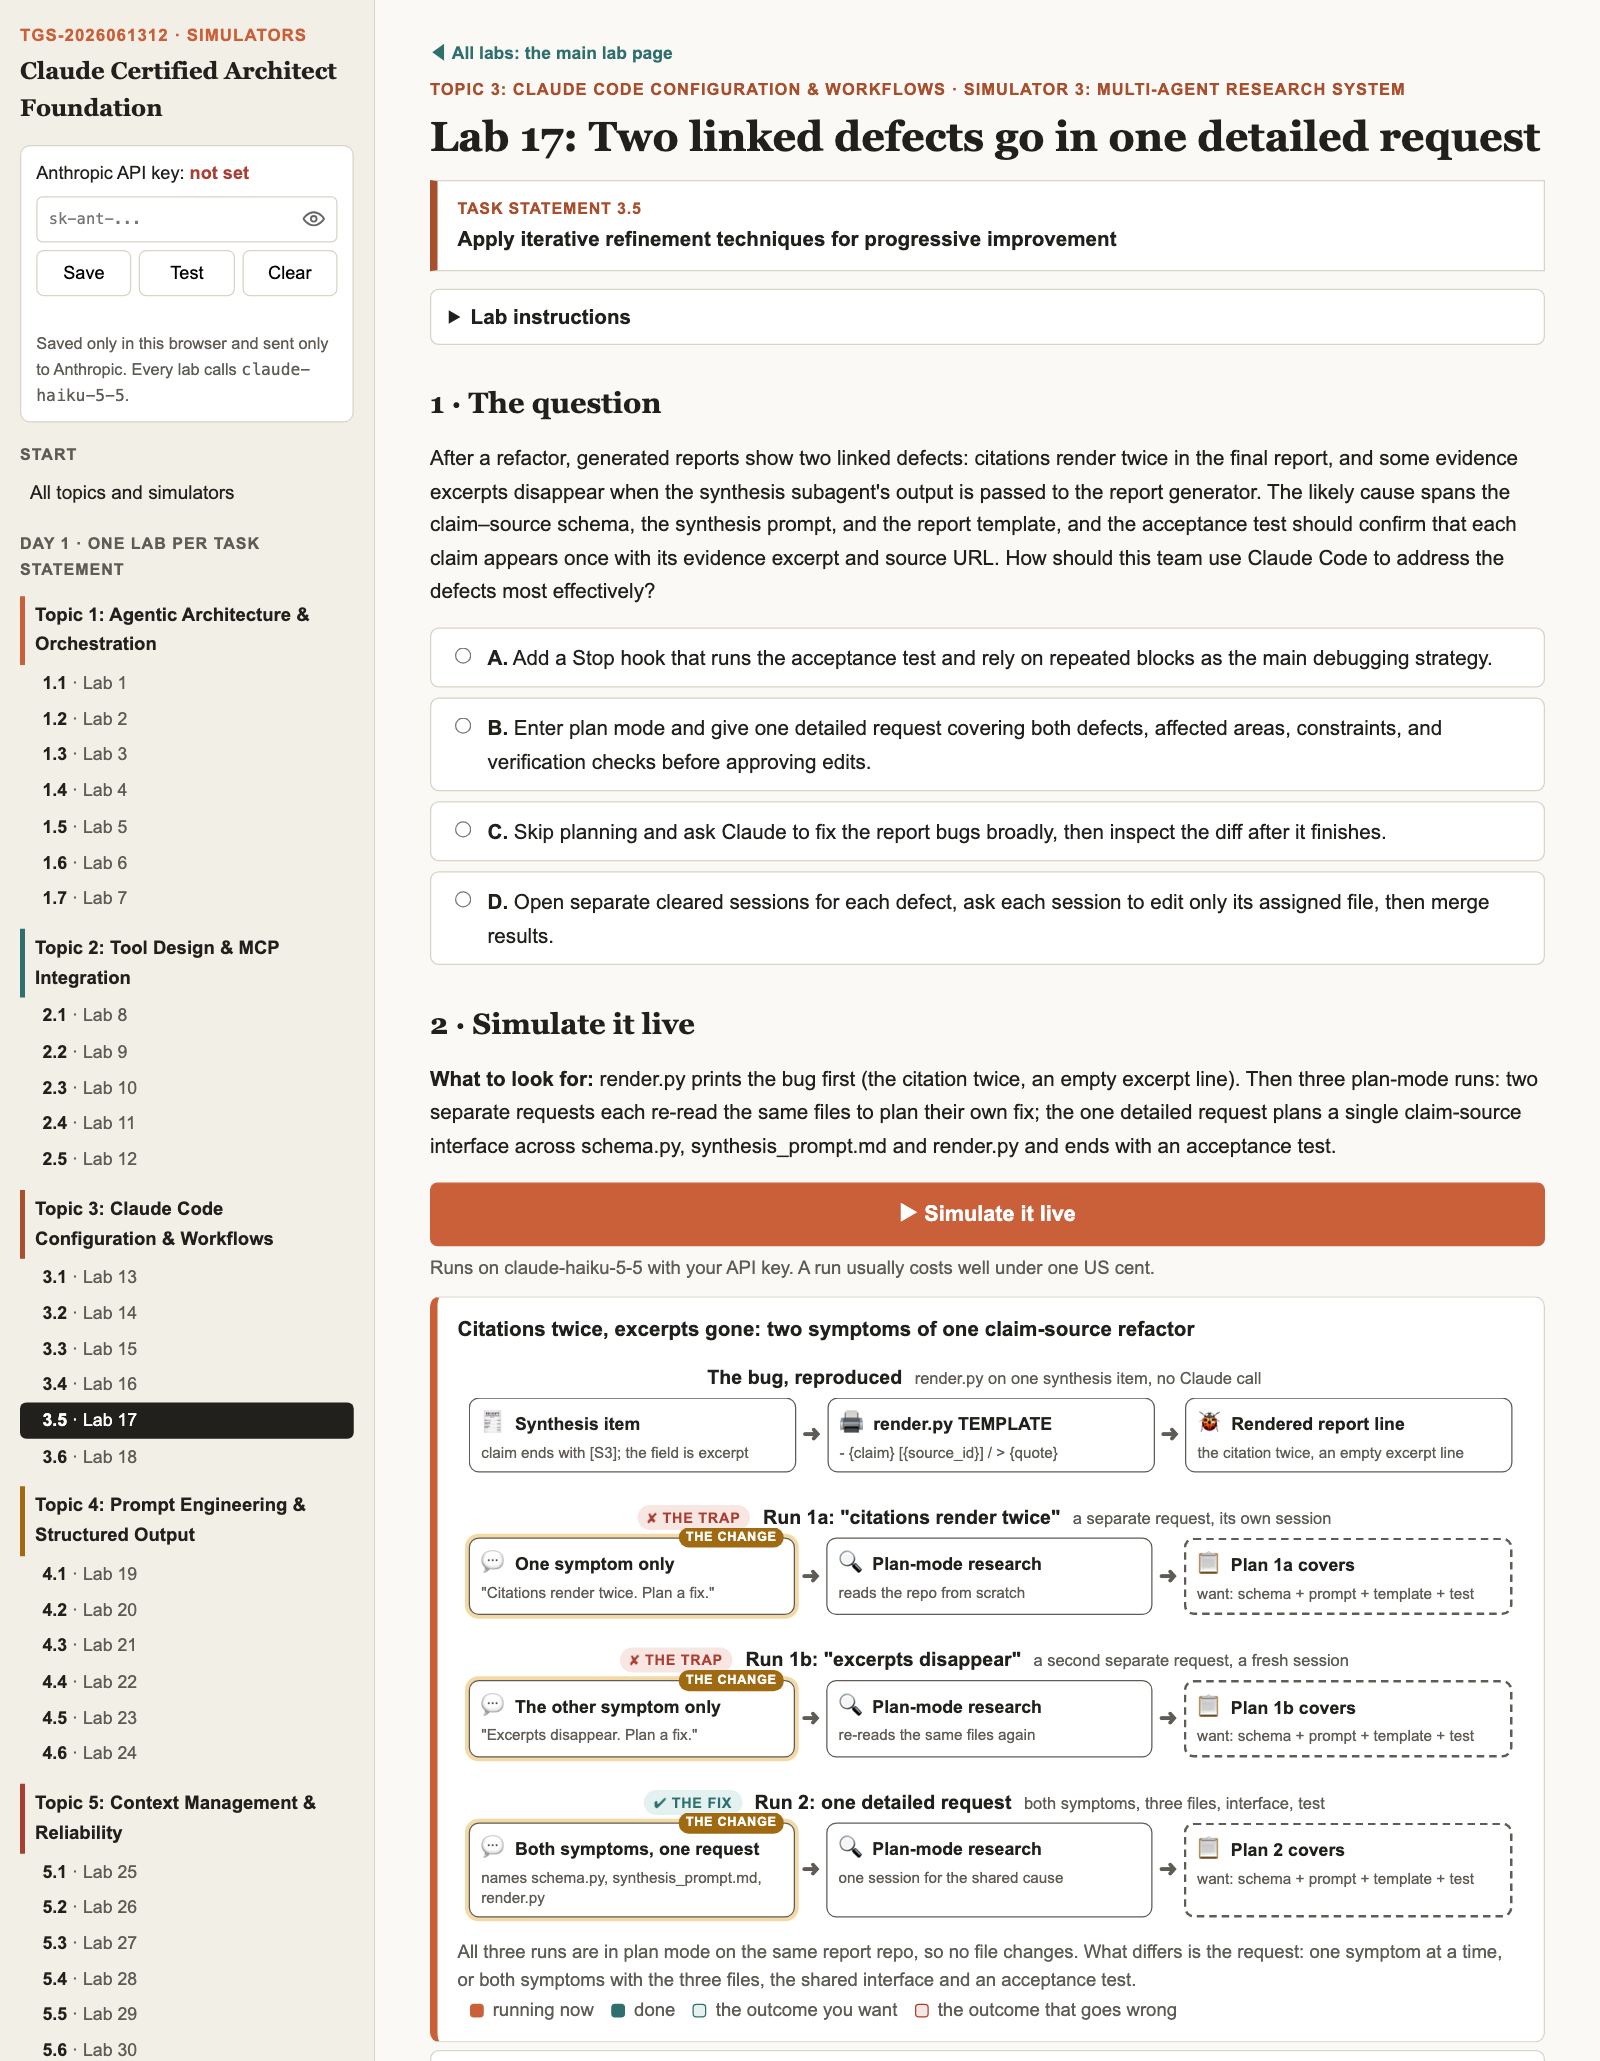 TGS-2026061312 · SIMULATORS
Claude Certified Architect
Foundation
Anthropic API key: not set
sk-ant-...
Save
Test
Clear
Saved only in this browser and sent only
to Anthropic. Every lab calls claude-
haiku-5-5.
START
All topics and simulators
DAY 1 · ONE LAB PER TASK
STATEMENT
Topic 1: Agentic Architecture &
Orchestration
1.1 · Lab 1
1.2 · Lab 2
1.3 · Lab 3
1.4 · Lab 4
1.5 · Lab 5
1.6 · Lab 6
1.7 · Lab 7
Topic 2: Tool Design & MCP
Integration
2.1 · Lab 8
2.2 · Lab 9
2.3 · Lab 10
2.4 · Lab 11
2.5 · Lab 12
Topic 3: Claude Code
Configuration & Workflows
3.1 · Lab 13
3.2 · Lab 14
3.3 · Lab 15
3.4 · Lab 16
3.5 · Lab 17
3.6 · Lab 18
Topic 4: Prompt Engineering &
Structured Output
4.1 · Lab 19
4.2 · Lab 20
4.3 · Lab 21
4.4 · Lab 22
4.5 · Lab 23
4.6 · Lab 24
Topic 5: Context Management &
Reliability
5.1 · Lab 25
5.2 · Lab 26
5.3 · Lab 27
5.4 · Lab 28
5.5 · Lab 29
5.6 · Lab 30
◀ All labs: the main lab page
TOPIC 3: CLAUDE CODE CONFIGURATION & WORKFLOWS · SIMULATOR 3: MULTI-AGENT RESEARCH SYSTEM
Lab 17: Two linked defects go in one detailed request
TASK STATEMENT 3.5
Apply iterative refinement techniques for progressive improvement
▶ Lab instructions
1 · The question
After a refactor, generated reports show two linked defects: citations render twice in the final report, and some evidence
excerpts disappear when the synthesis subagent's output is passed to the report generator. The likely cause spans the
claim–source schema, the synthesis prompt, and the report template, and the acceptance test should confirm that each
claim appears once with its evidence excerpt and source URL. How should this team use Claude Code to address the
defects most effectively?
A. Add a Stop hook that runs the acceptance test and rely on repeated blocks as the main debugging strategy.
B. Enter plan mode and give one detailed request covering both defects, affected areas, constraints, and
verification checks before approving edits.
C. Skip planning and ask Claude to fix the report bugs broadly, then inspect the diff after it finishes.
D. Open separate cleared sessions for each defect, ask each session to edit only its assigned file, then merge
results.
2 · Simulate it live
What to look for: render.py prints the bug first (the citation twice, an empty excerpt line). Then three plan-mode runs: two
separate requests each re-read the same files to plan their own fix; the one detailed request plans a single claim-source
interface across schema.py, synthesis_prompt.md and render.py and ends with an acceptance test.
▶ Simulate it live
Runs on claude-haiku-5-5 with your API key. A run usually costs well under one US cent.
Citations twice, excerpts gone: two symptoms of one claim-source refactor
The bug, reproduced render.py on one synthesis item, no Claude call
Synthesis item
claim ends with [S3]; the field is excerpt
➜
render.py TEMPLATE
- {claim} [{source_id}] / > {quote}
➜
Rendered report line
the citation twice, an empty excerpt line
✘ THE TRAP Run 1a: "citations render twice" a separate request, its own session
THE CHANGE
One symptom only
"Citations render twice. Plan a fix."
➜
Plan-mode research
reads the repo from scratch
➜
Plan 1a covers
want: schema + prompt + template + test
✘ THE TRAP Run 1b: "excerpts disappear" a second separate request, a fresh session
THE CHANGE
The other symptom only
"Excerpts disappear. Plan a fix."
➜
Plan-mode research
re-reads the same files again
➜
Plan 1b covers
want: schema + prompt + template + test
✔ THE FIX Run 2: one detailed request both symptoms, three files, interface, test
THE CHANGE
Both symptoms, one request
names schema.py, synthesis_prompt.md,
render.py
➜
Plan-mode research
one session for the shared cause
➜
Plan 2 covers
want: schema + prompt + template + test
All three runs are in plan mode on the same report repo, so no file changes. What differs is the request: one symptom at a time,
or both symptoms with the three files, the shared interface and an acceptance test.
running now done the outcome you want the outcome that goes wrong